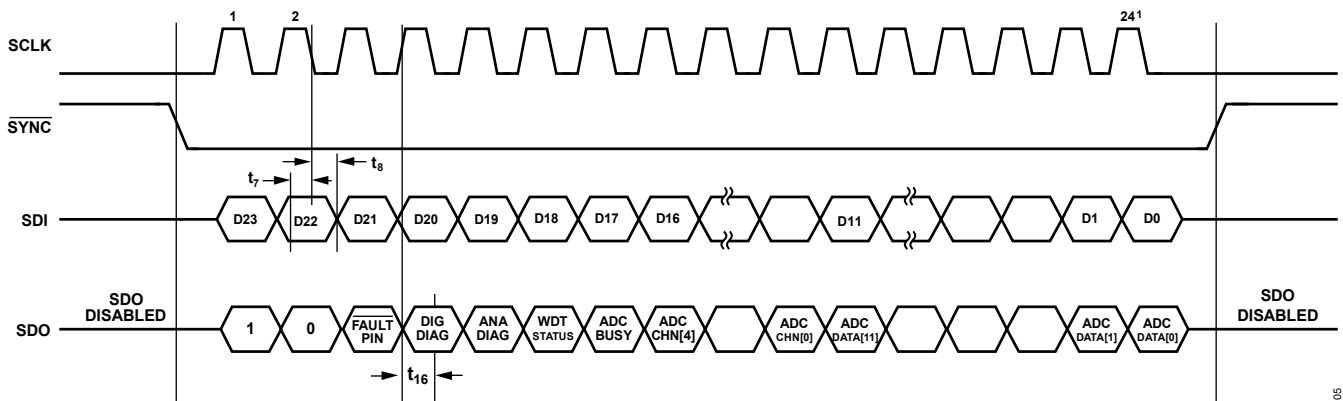 1 2 24¹
SCLK
SYNC
t₇ t₈
SDI D23 D22 D21 D20 D19 D18 D17 D16 D11 D1 D0
SDO
DISABLED
SDO
DISABLED
SDO 1 0 FAULT PIN DIG DIAG ANA DIAG WDT STATUS ADC BUSY ADC CHN[4] ADC CHN[0] ADC DATA[11] ADC DATA[1] ADC DATA[0]
t₁₆
05